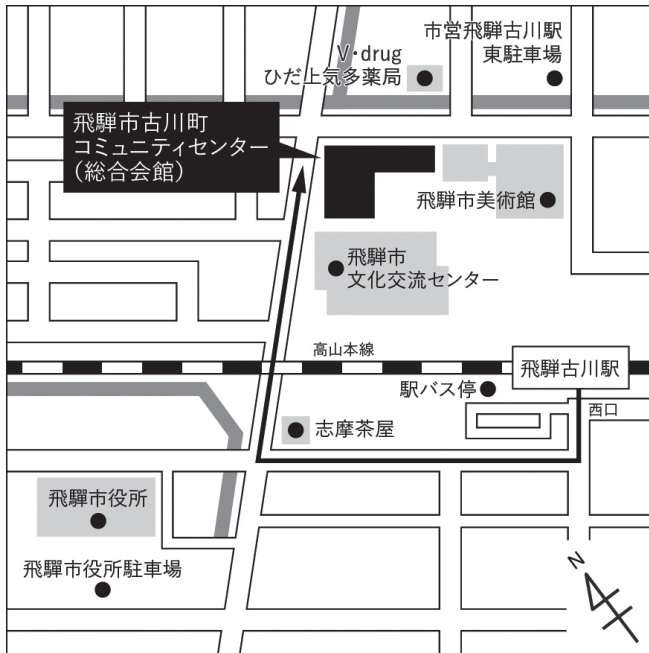 市営飛騨古川駅
東駐車場
V・drug
ひだ上気多薬局
飛騨市古川町
コミュニティセンター
（総合会館）
飛騨市美術館
飛騨市
文化交流センター
高山本線
飛騨古川駅
駅バス停
西口
志摩茶屋
飛驒市役所
飛驒市役所駐車場
N